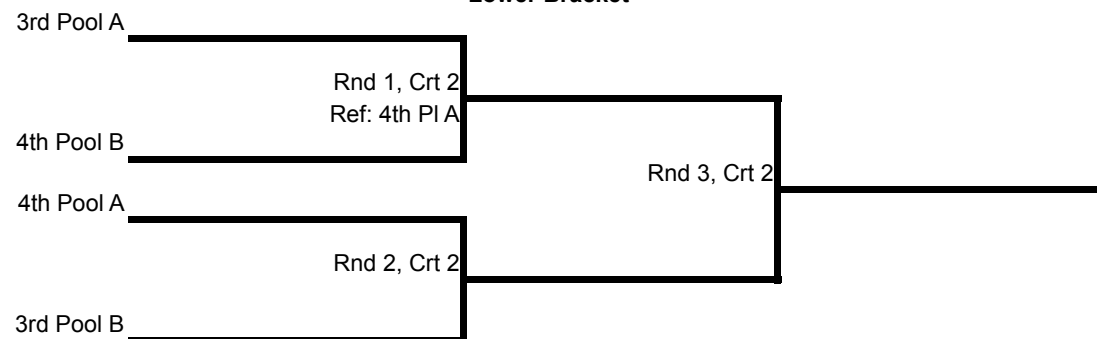 Lower Bracket
3rd Pool A
Rnd 1, Crt 2
Ref: 4th Pl A
4th Pool B
Rnd 3, Crt 2
4th Pool A
Rnd 2, Crt 2
3rd Pool B